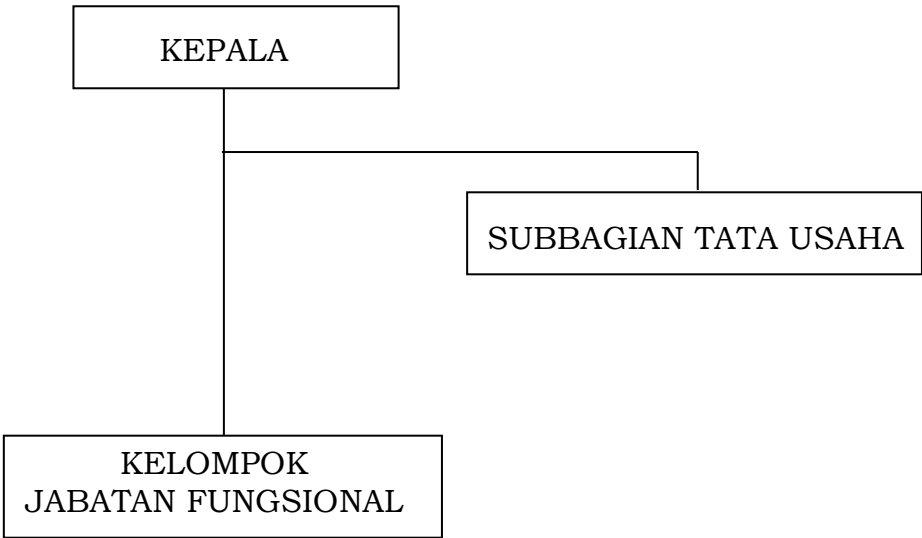 KEPALA
SUBBAGIAN TATA USAHA
KELOMPOK
JABATAN FUNGSIONAL